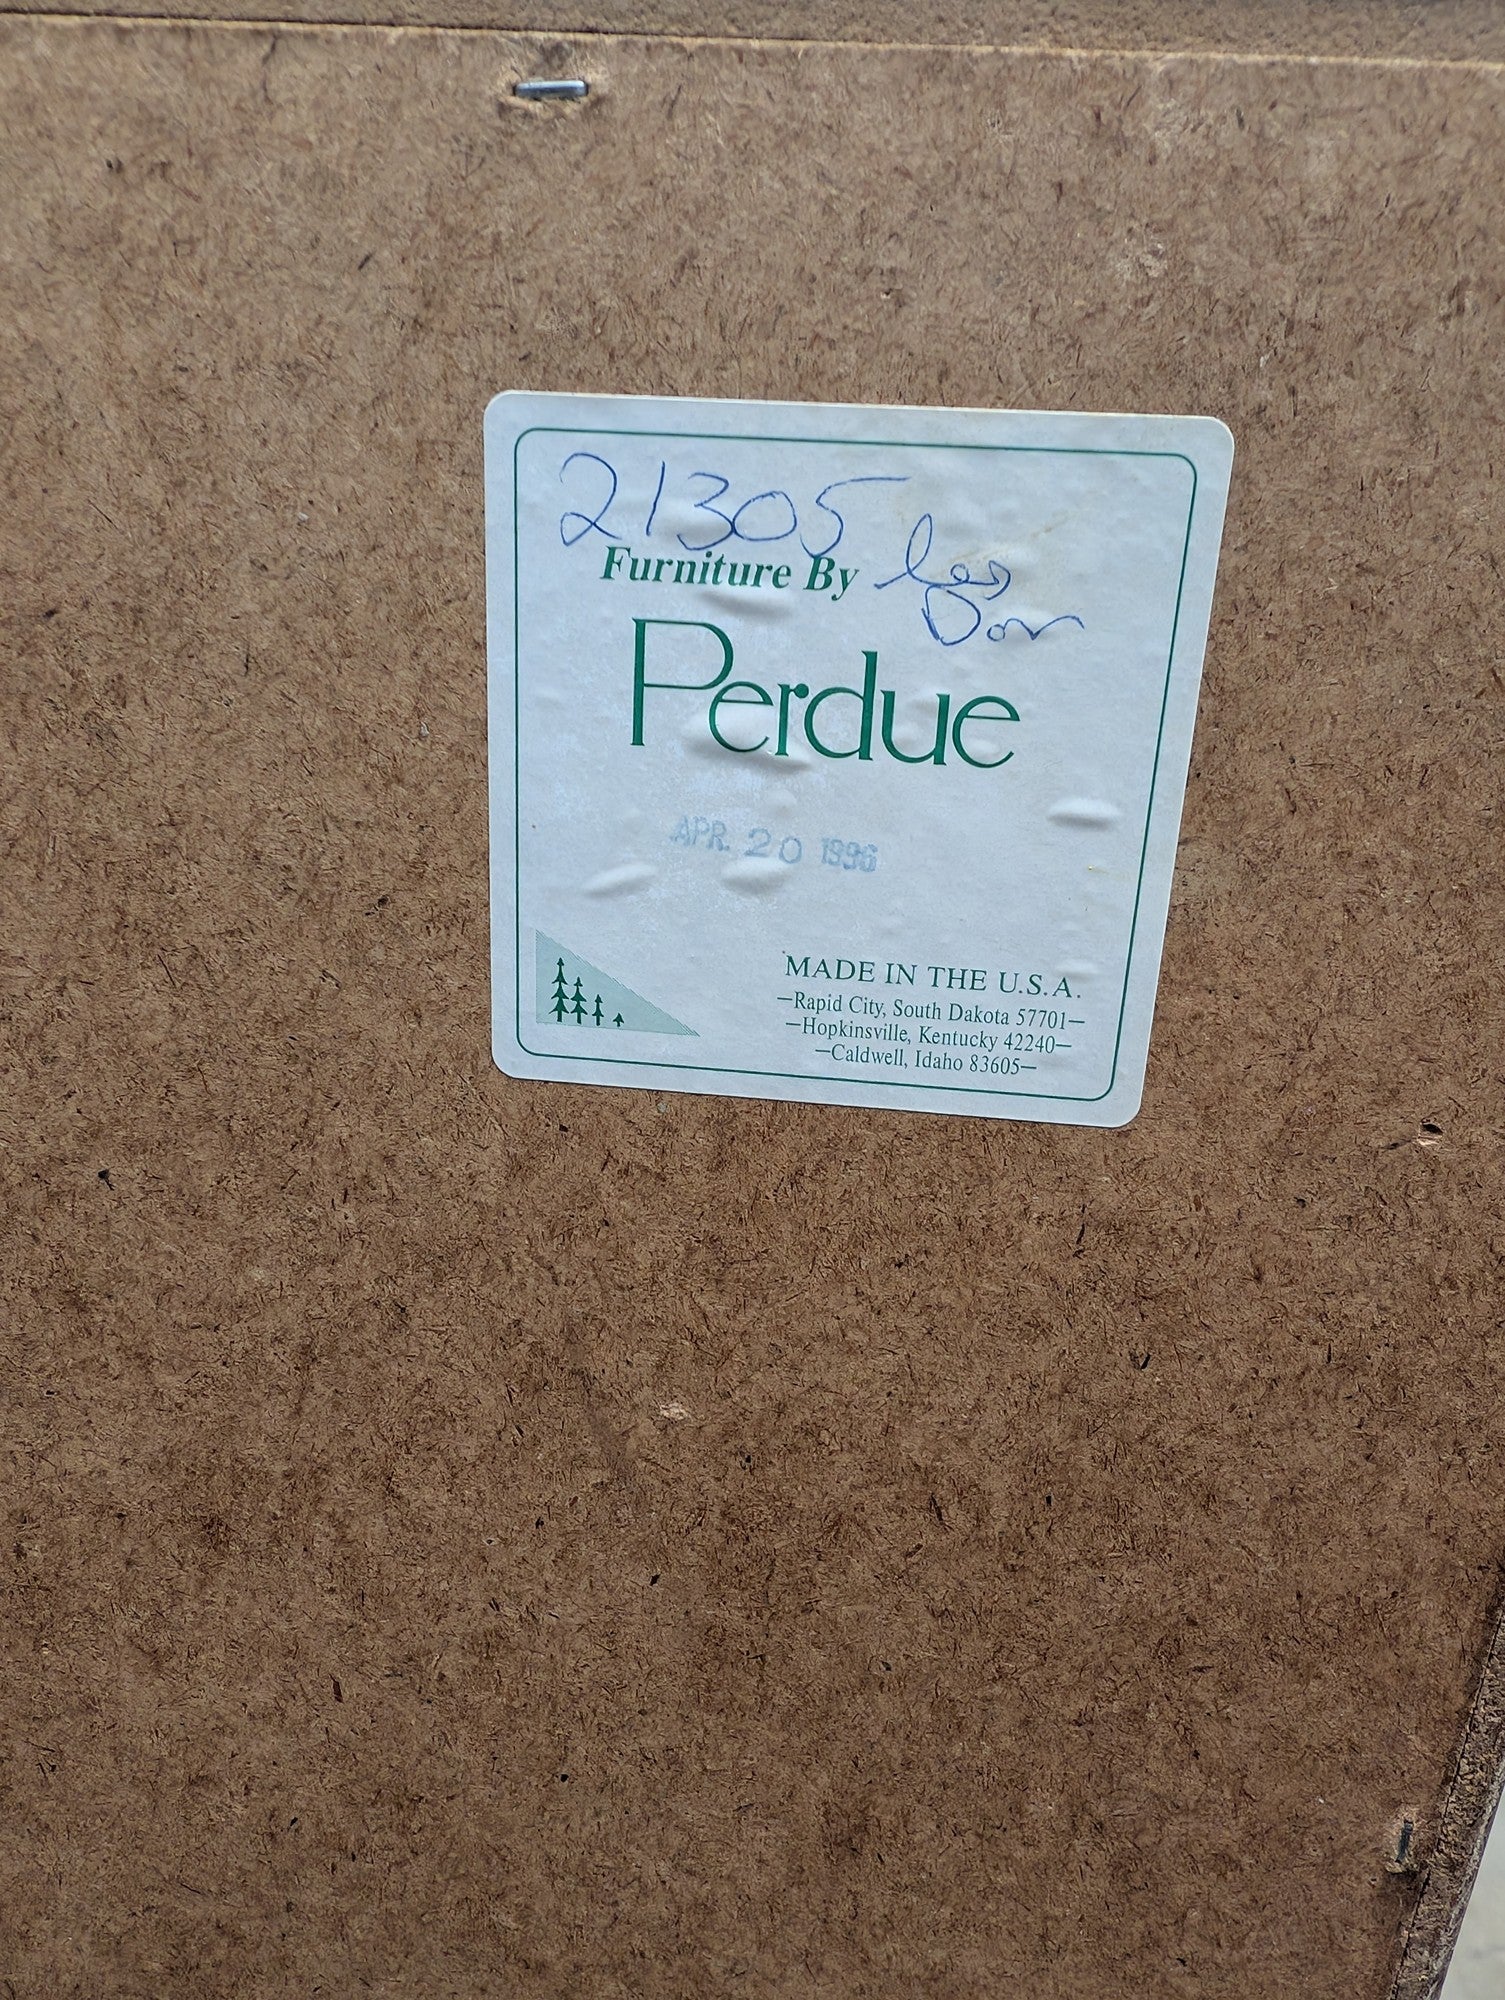 21305
Furniture By
Perdue
APR. 20 1996
MADE IN THE U.S.A.
—Rapid City, South Dakota 57701—
—Hopkinsville, Kentucky 42240—
—Caldwell, Idaho 83605—